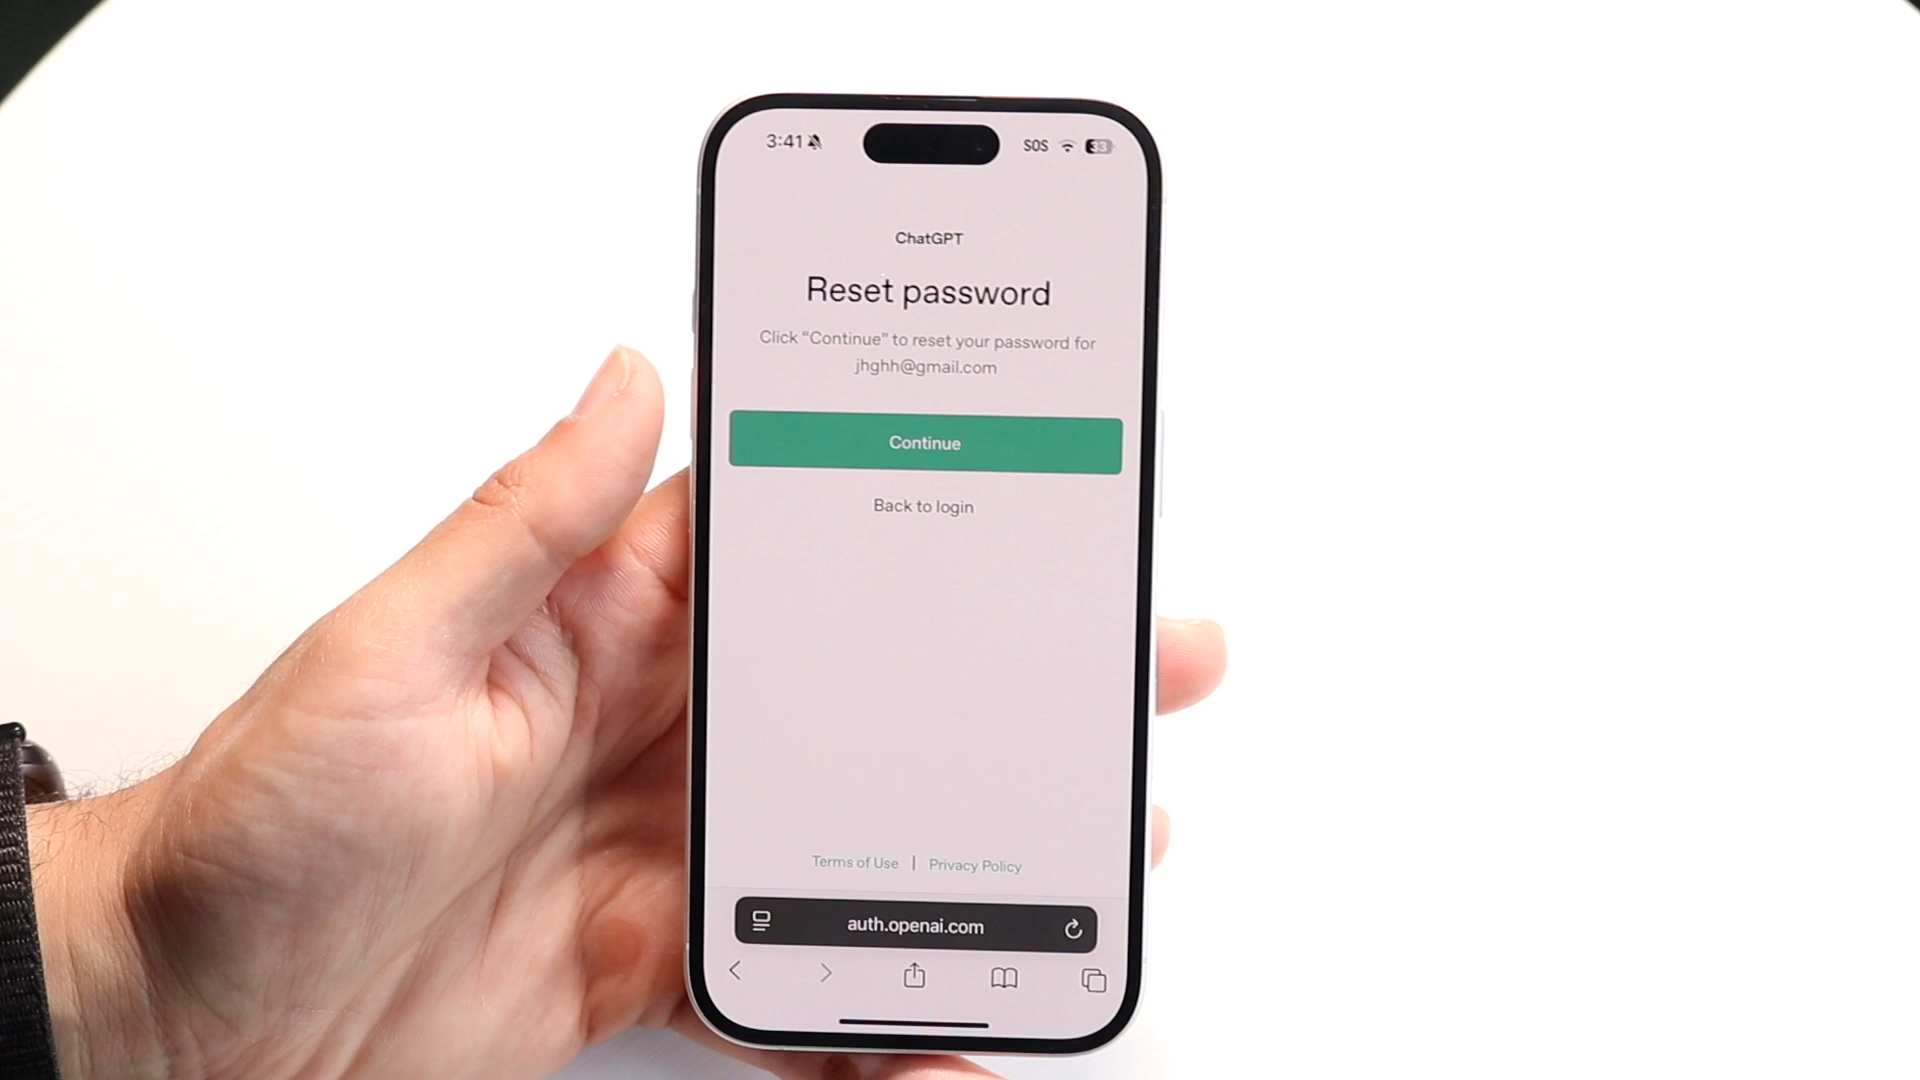 3:41 SOS 33
ChatGPT
Reset password
Click “Continue” to reset your password for
jhghh@gmail.com
Continue
Back to login
Terms of Use | Privacy Policy
auth.openai.com